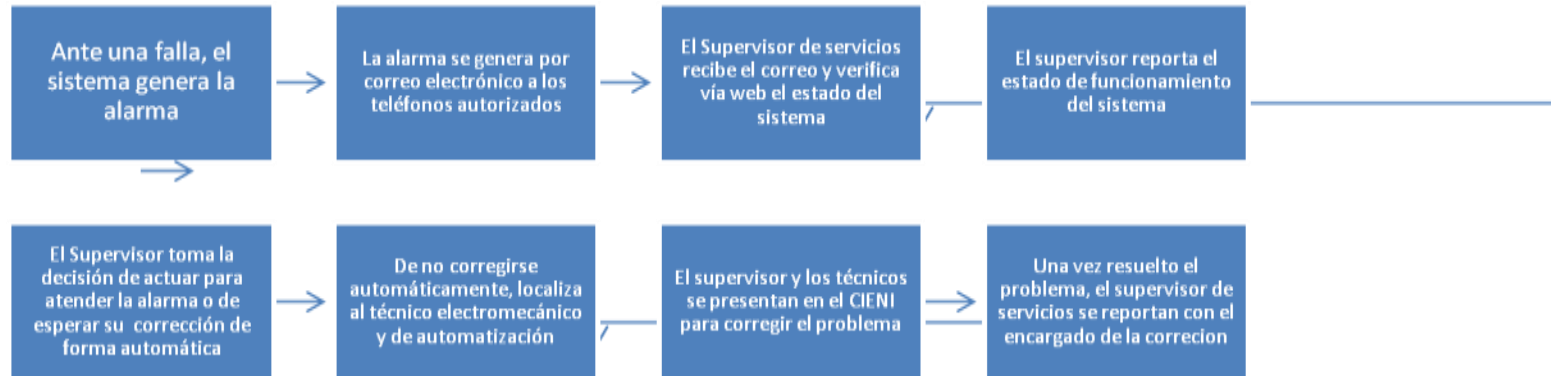 Ante una falla, el
sistema genera la
alarma
La alarma se genera por
correo electrónico a los
teléfonos autorizados
El Supervisor de servicios
recibe el correo y verifica
vía web el estado del
sistema
El supervisor reporta el
estado de funcionamiento
del sistema
El Supervisor toma la
decisión de actuar para
atender la alarma o de
esperar su corrección de
forma automática
De no corregirse
automáticamente, localiza
al técnico electromecánico
y de automatización
El supervisor y los técnicos
se presentan en el CIENI
para corregir el problema
Una vez resuelto el
problema, el supervisor de
servicios se reportan con el
encargado de la correcion